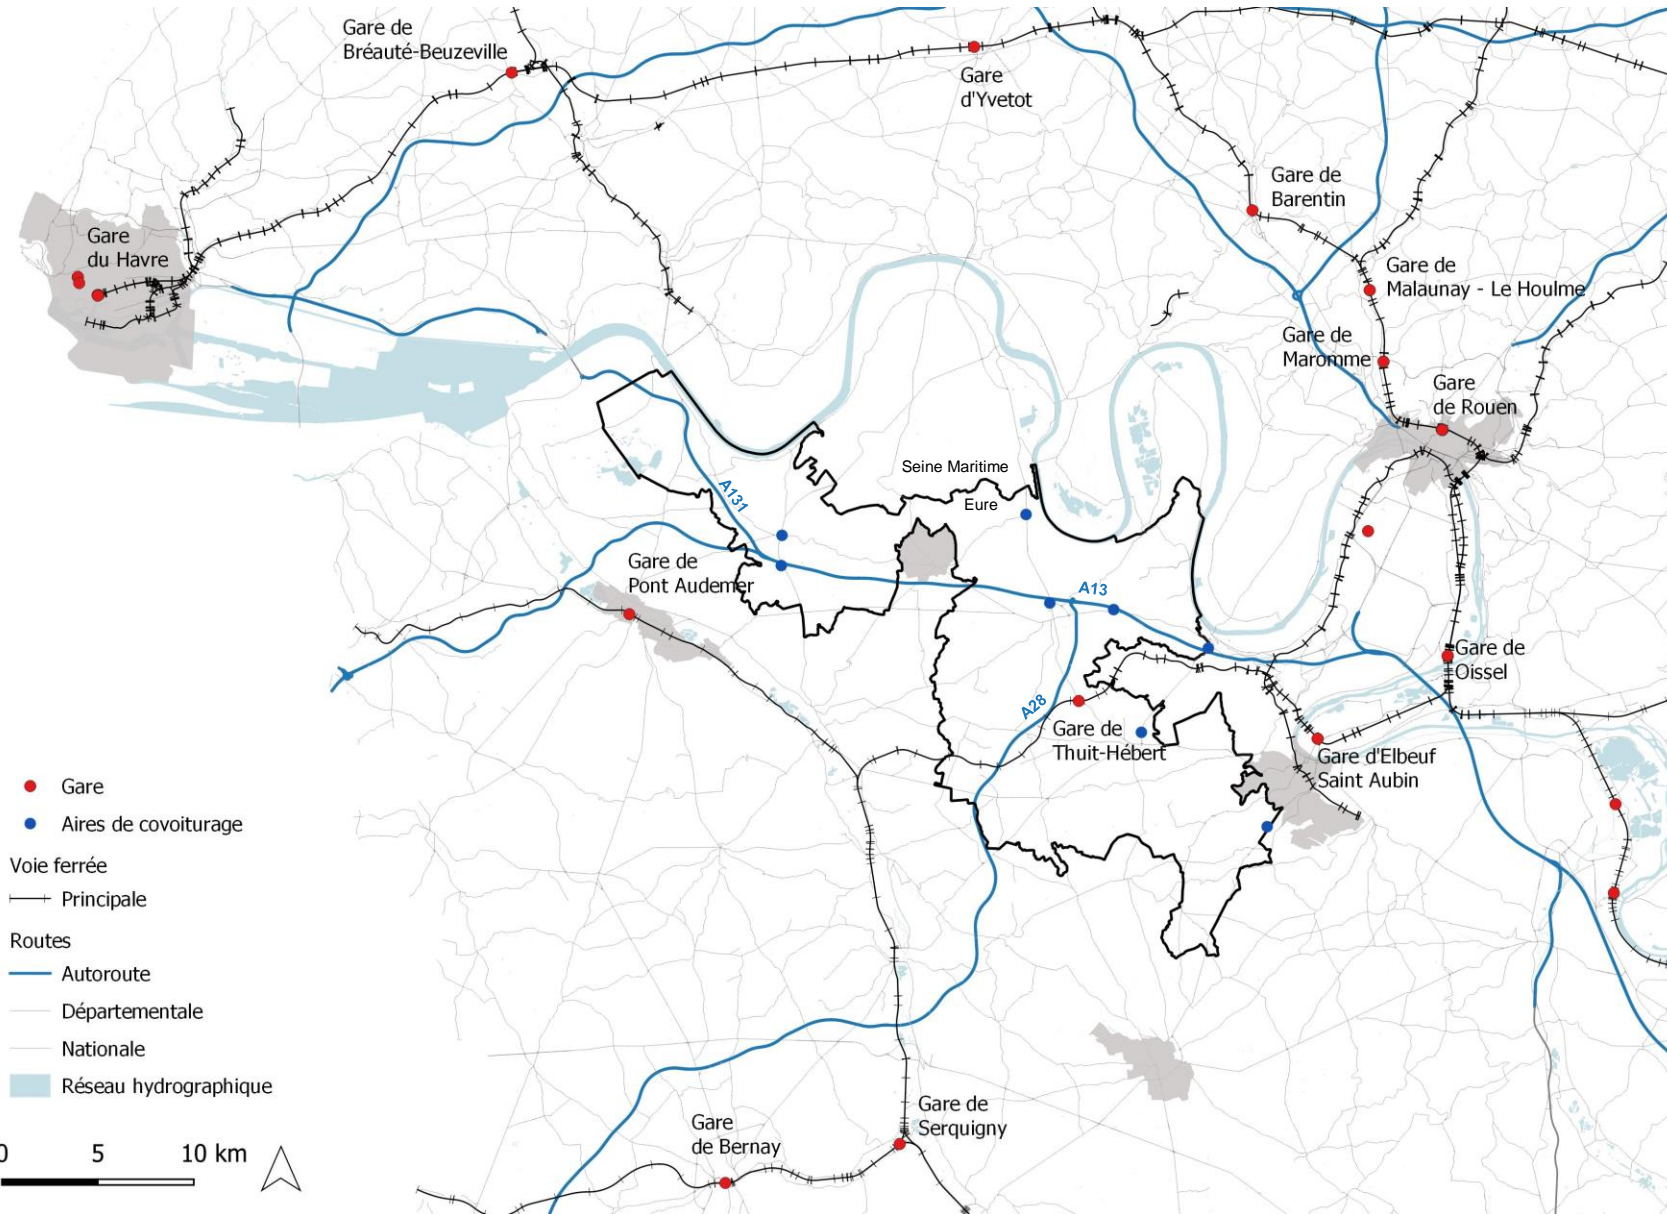 Gare de
Bréauté-Beuzeville
Gare
d'Yvetot
Gare de
Barentin
Gare
du Havre
Gare de
Malaunay - Le Houlme
Gare de
Maromme
Gare
de Rouen
Seine Maritime
Eure
A131
Gare de
Pont Audemer
A13
Gare de
Oissel
A28
Gare de
Thuit-Hébert
Gare d'Elbeuf
Saint Aubin
Gare
Aires de covoiturage
Voie ferrée
Principale
Routes
Autoroute
Départementale
Nationale
Réseau hydrographique
Gare de
Serquigny
Gare
de Bernay
0 5 10 km